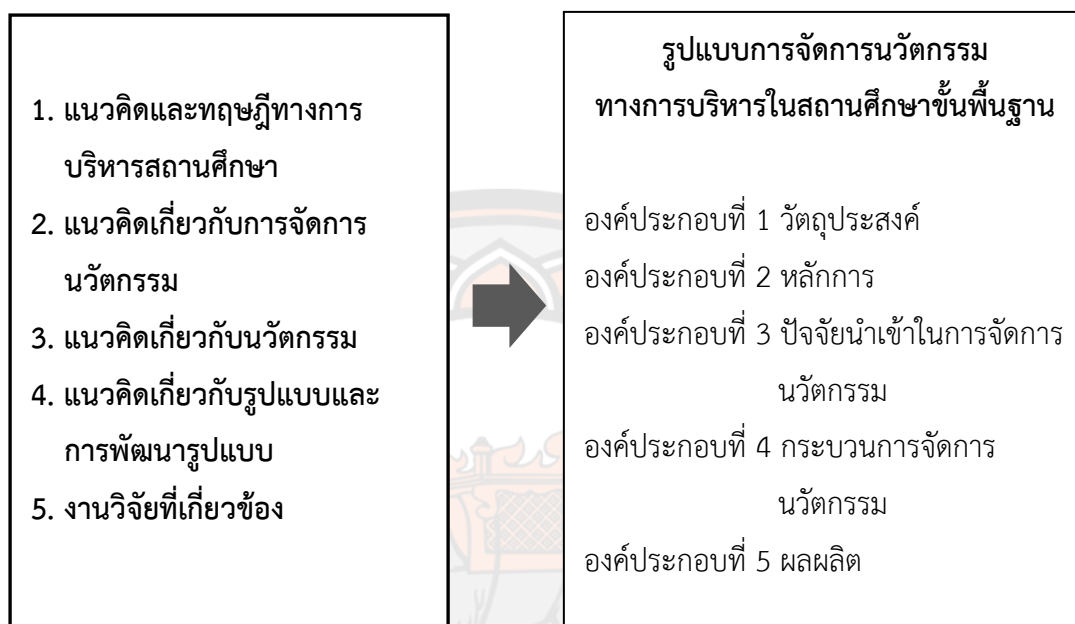 1. แนวคิดและทฤษฎีทางการ
บริหารสถานศึกษา
2. แนวคิดเกี่ยวกับการจัดการ
นวัตกรรม
3. แนวคิดเกี่ยวกับนวัตกรรม
4. แนวคิดเกี่ยวกับรูปแบบและ
การพัฒนารูปแบบ
5. งานวิจัยที่เกี่ยวข้อง
รูปแบบการจัดการนวัตกรรม
ทางการบริหารในสถานศึกษาขั้นพื้นฐาน
องค์ประกอบที่ 1 วัตถุประสงค์
องค์ประกอบที่ 2 หลักการ
องค์ประกอบที่ 3 ปัจจัยนำเข้าในการจัดการ
นวัตกรรม
องค์ประกอบที่ 4 กระบวนการจัดการ
นวัตกรรม
องค์ประกอบที่ 5 ผลผลิต